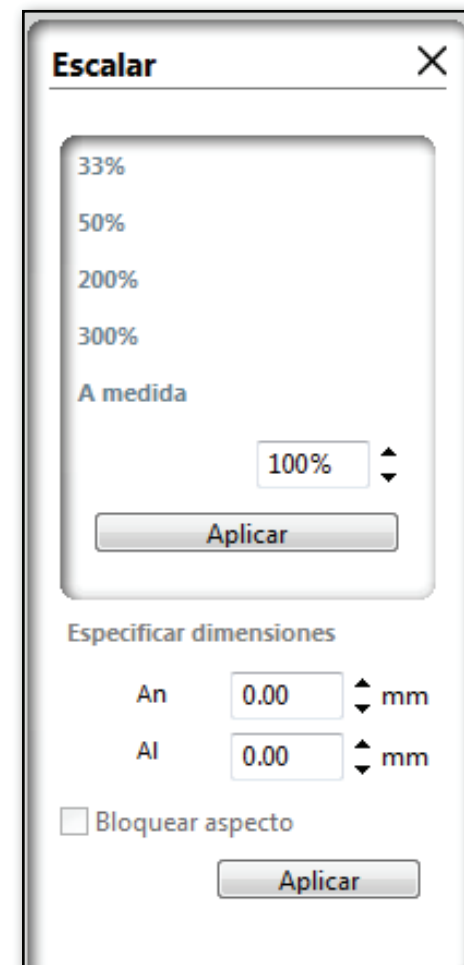 Escalar
33%
50%
200%
300%
A medida
100%
Aplicar
Especificar dimensiones
An 0.00 mm
Al 0.00 mm
Bloquear aspecto
Aplicar